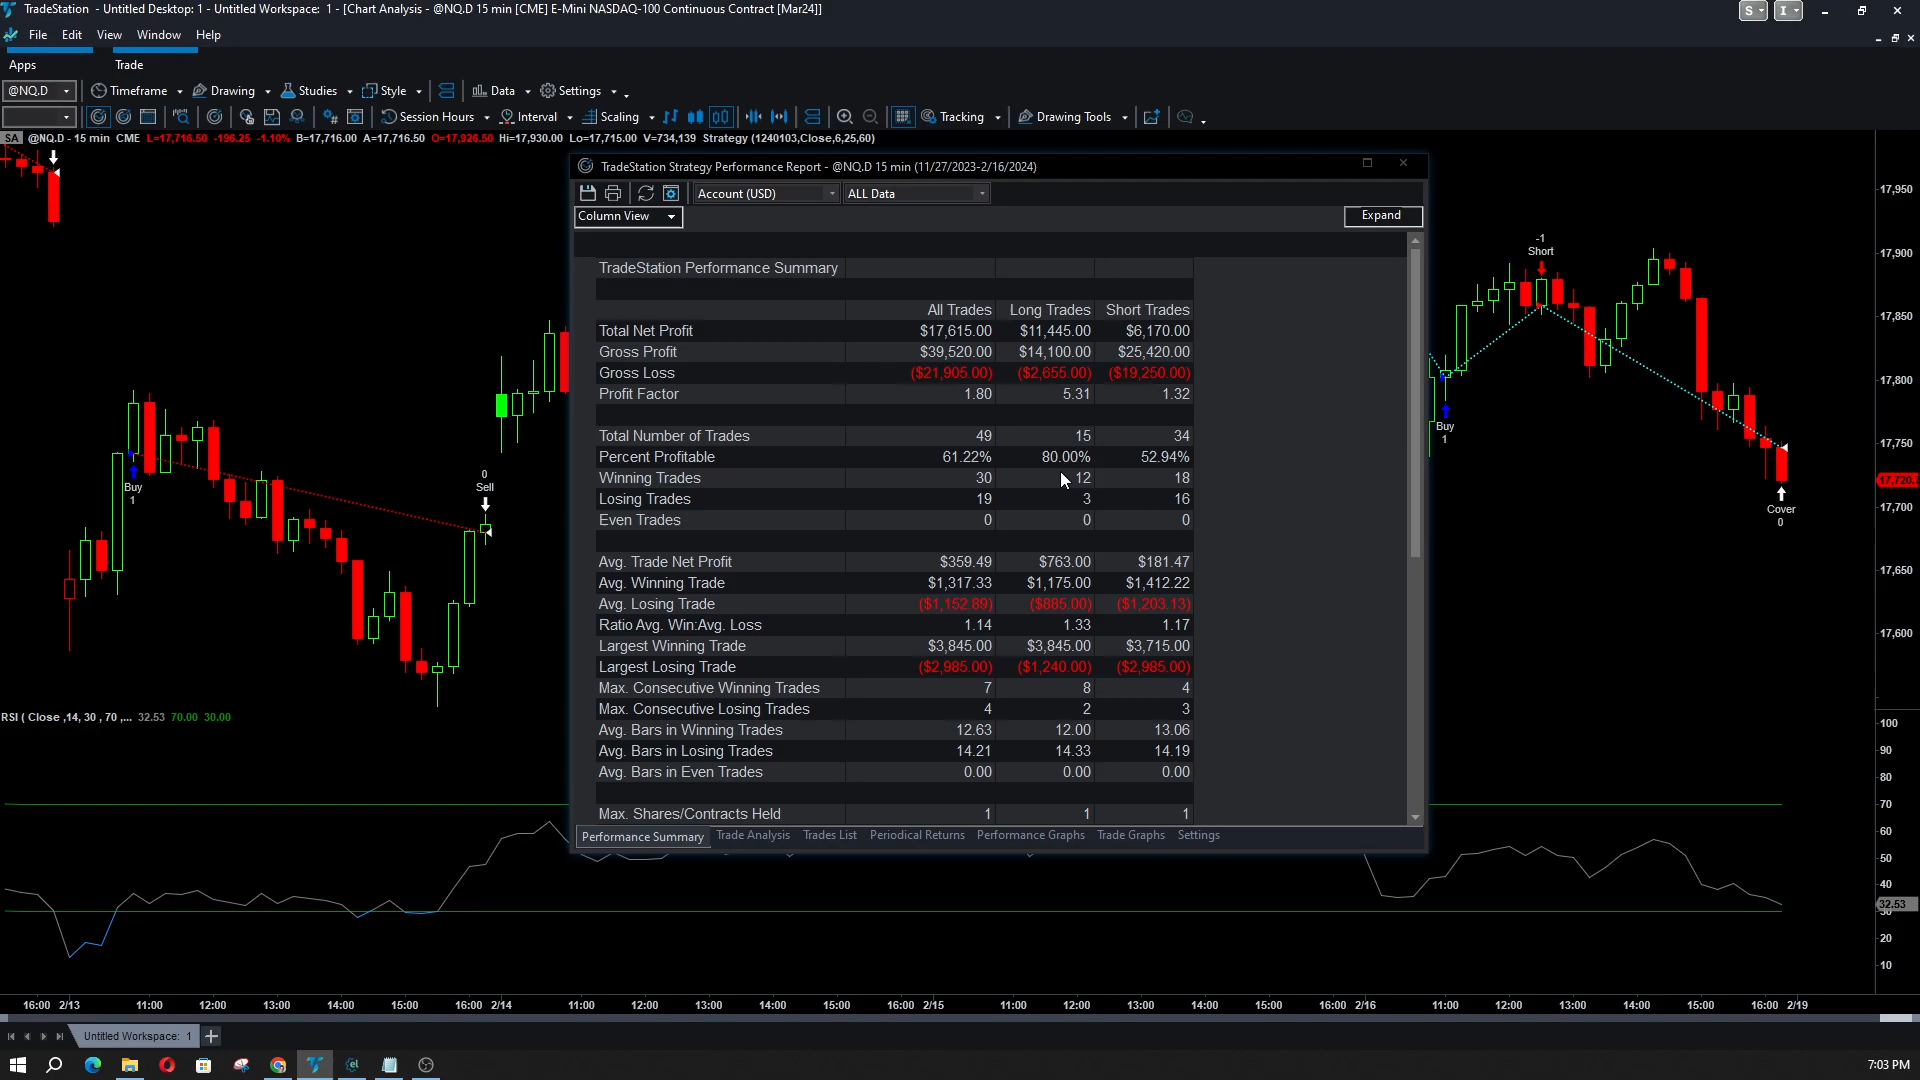 TradeStation - Untitled Desktop: 1 - Untitled Workspace: 1 - [Chart Analysis - @NQ.D 15 min [CME] E-Mini NASDAQ-100 Continuous Contract [Mar24]]
S I
File Edit View Window Help
Apps Trade
@NQ.D Timeframe Drawing Studies Style Data Settings
Session Hours Interval Scaling Tracking Drawing Tools
SA @NQ.D - 15 min CME L=17,716.50 -196.25 -1.10% B=17,716.00 A=17,716.50 O=17,926.50 Hi=17,930.00 Lo=17,715.00 V=734,139 Strategy (1240103,Close,6,25,60)
TradeStation Strategy Performance Report - @NQ.D 15 min (11/27/2023-2/16/2024)
Account (USD) ALL Data
Column View Expand
TradeStation Performance Summary
All Trades Long Trades Short Trades
Total Net Profit $17,615.00 $11,445.00 $6,170.00
Gross Profit $39,520.00 $14,100.00 $25,420.00
Gross Loss ($21,905.00) ($2,655.00) ($19,250.00)
Profit Factor 1.80 5.31 1.32
Total Number of Trades 49 15 34
Percent Profitable 61.22% 80.00% 52.94%
Winning Trades 30 12 18
Losing Trades 19 3 16
Even Trades 0 0 0
Avg. Trade Net Profit $359.49 $763.00 $181.47
Avg. Winning Trade $1,317.33 $1,175.00 $1,412.22
Avg. Losing Trade ($1,152.89) ($885.00) ($1,203.13)
Ratio Avg. Win:Avg. Loss 1.14 1.33 1.17
Largest Winning Trade $3,845.00 $3,845.00 $3,715.00
Largest Losing Trade ($2,985.00) ($1,240.00) ($2,985.00)
Max. Consecutive Winning Trades 7 8 4
Max. Consecutive Losing Trades 4 2 3
Avg. Bars in Winning Trades 12.63 12.00 13.06
Avg. Bars in Losing Trades 14.21 14.33 14.19
Avg. Bars in Even Trades 0.00 0.00 0.00
Max. Shares/Contracts Held 1 1 1
Performance Summary Trade Analysis Trades List Periodical Returns Performance Graphs Trade Graphs Settings
Buy
1
0
Sell
Buy
1
-1
Short
Cover
0
17,950
17,900
17,850
17,800
17,750
17,720.
17,700
17,650
17,600
RSI ( Close ,14, 30 , 70 ,... 32.53 70.00 30.00
100
90
80
70
60
50
40
32.53
30
20
10
16:00 2/13 11:00 12:00 13:00 14:00 15:00 16:00 2/14 11:00 12:00 13:00 14:00 15:00 16:00 2/15 11:00 12:00 13:00 14:00 15:00 16:00 2/16 11:00 12:00 13:00 14:00 15:00 16:00 2/19
Untitled Workspace: 1
7:03 PM